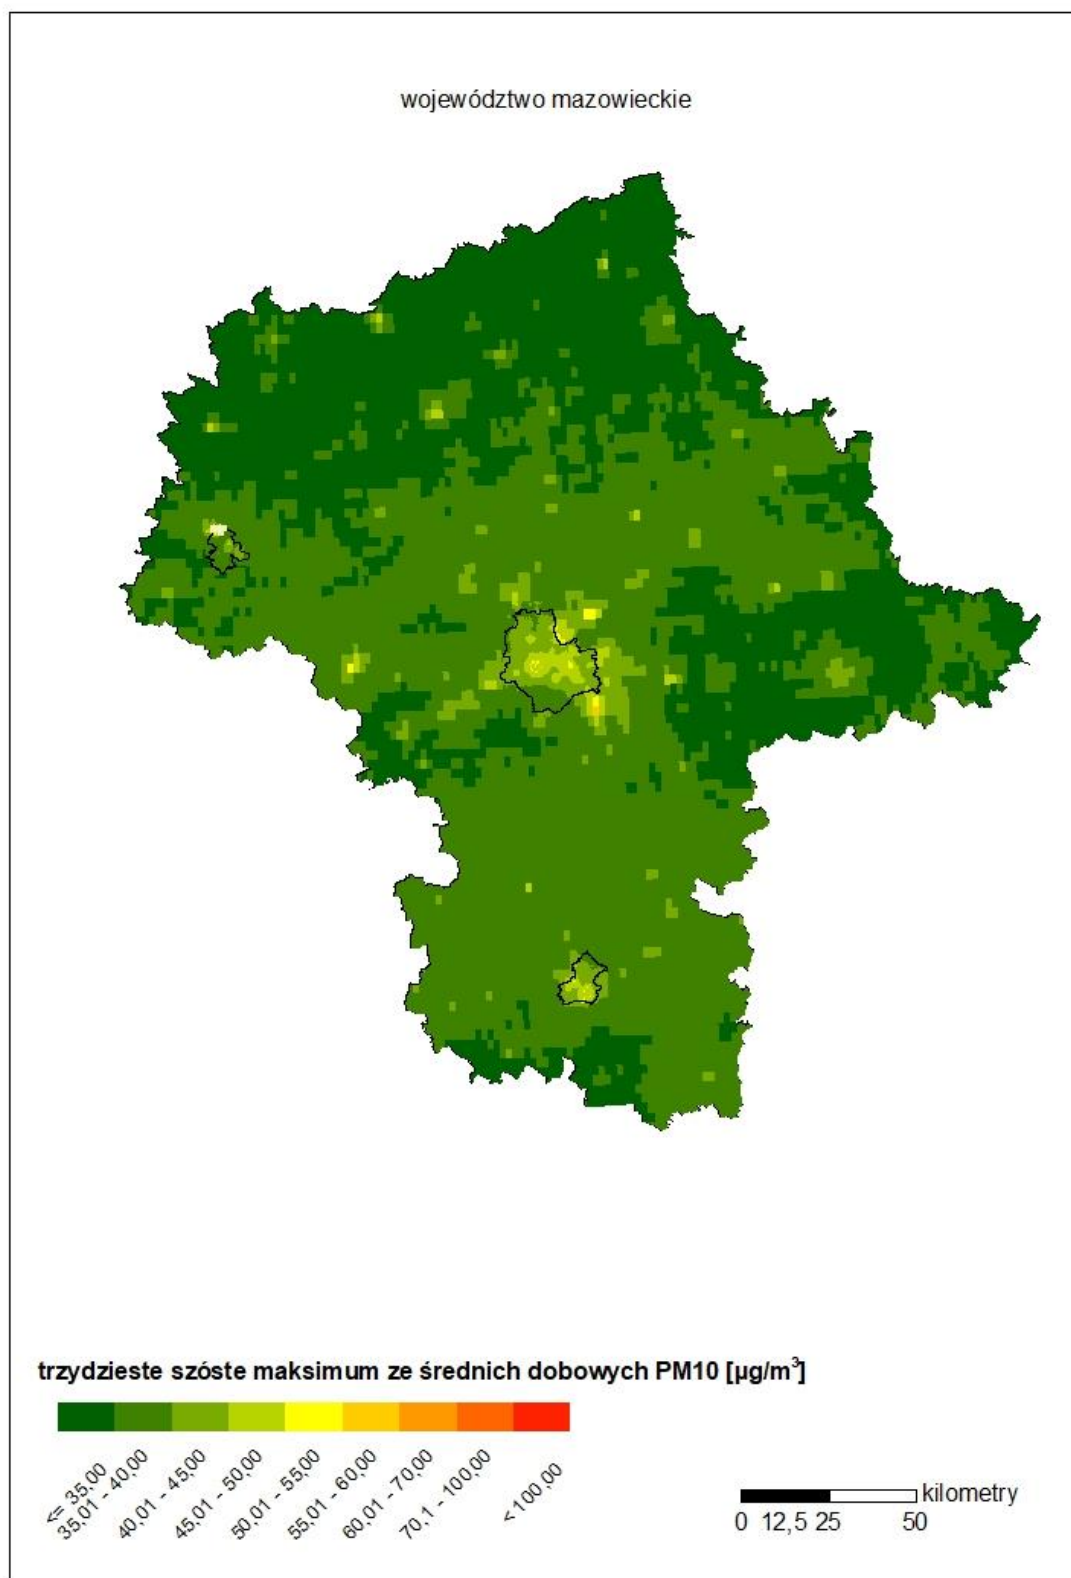 województwo mazowieckie
trzydzieste szóste maksimum ze średnich dobowych PM10 [µg/m³]
<= 35,00
35,01 - 40,00
40,01 - 45,00
45,01 - 50,00
50,01 - 55,00
55,01 - 60,00
60,01 - 70,00
70,1 - 100,00
< 100,00
kilometry
0 12,5 25 50